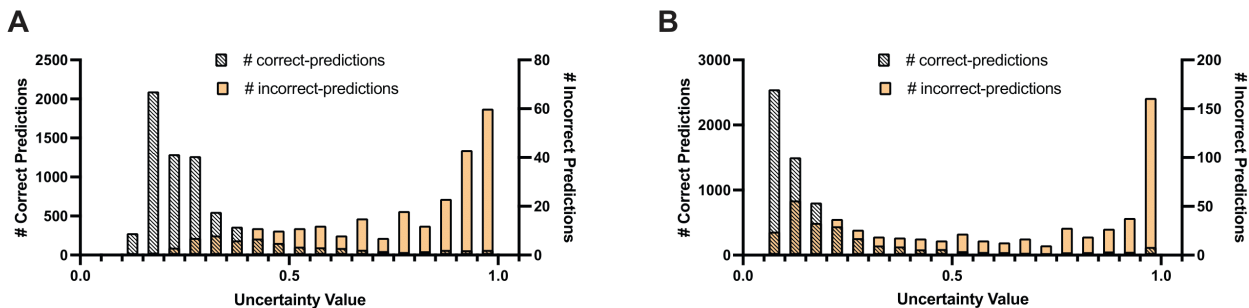 A
# Correct Predictions
2500
2000
1500
1000
500
0
# correct-predictions
# incorrect-predictions
80
60
40
20
0
# Incorrect Predictions
0.0
0.5
1.0
Uncertainty Value
B
# Correct Predictions
3000
2000
1000
0
# correct-predictions
# incorrect-predictions
200
150
100
50
0
# Incorrect Predictions
0.0
0.5
1.0
Uncertainty Value